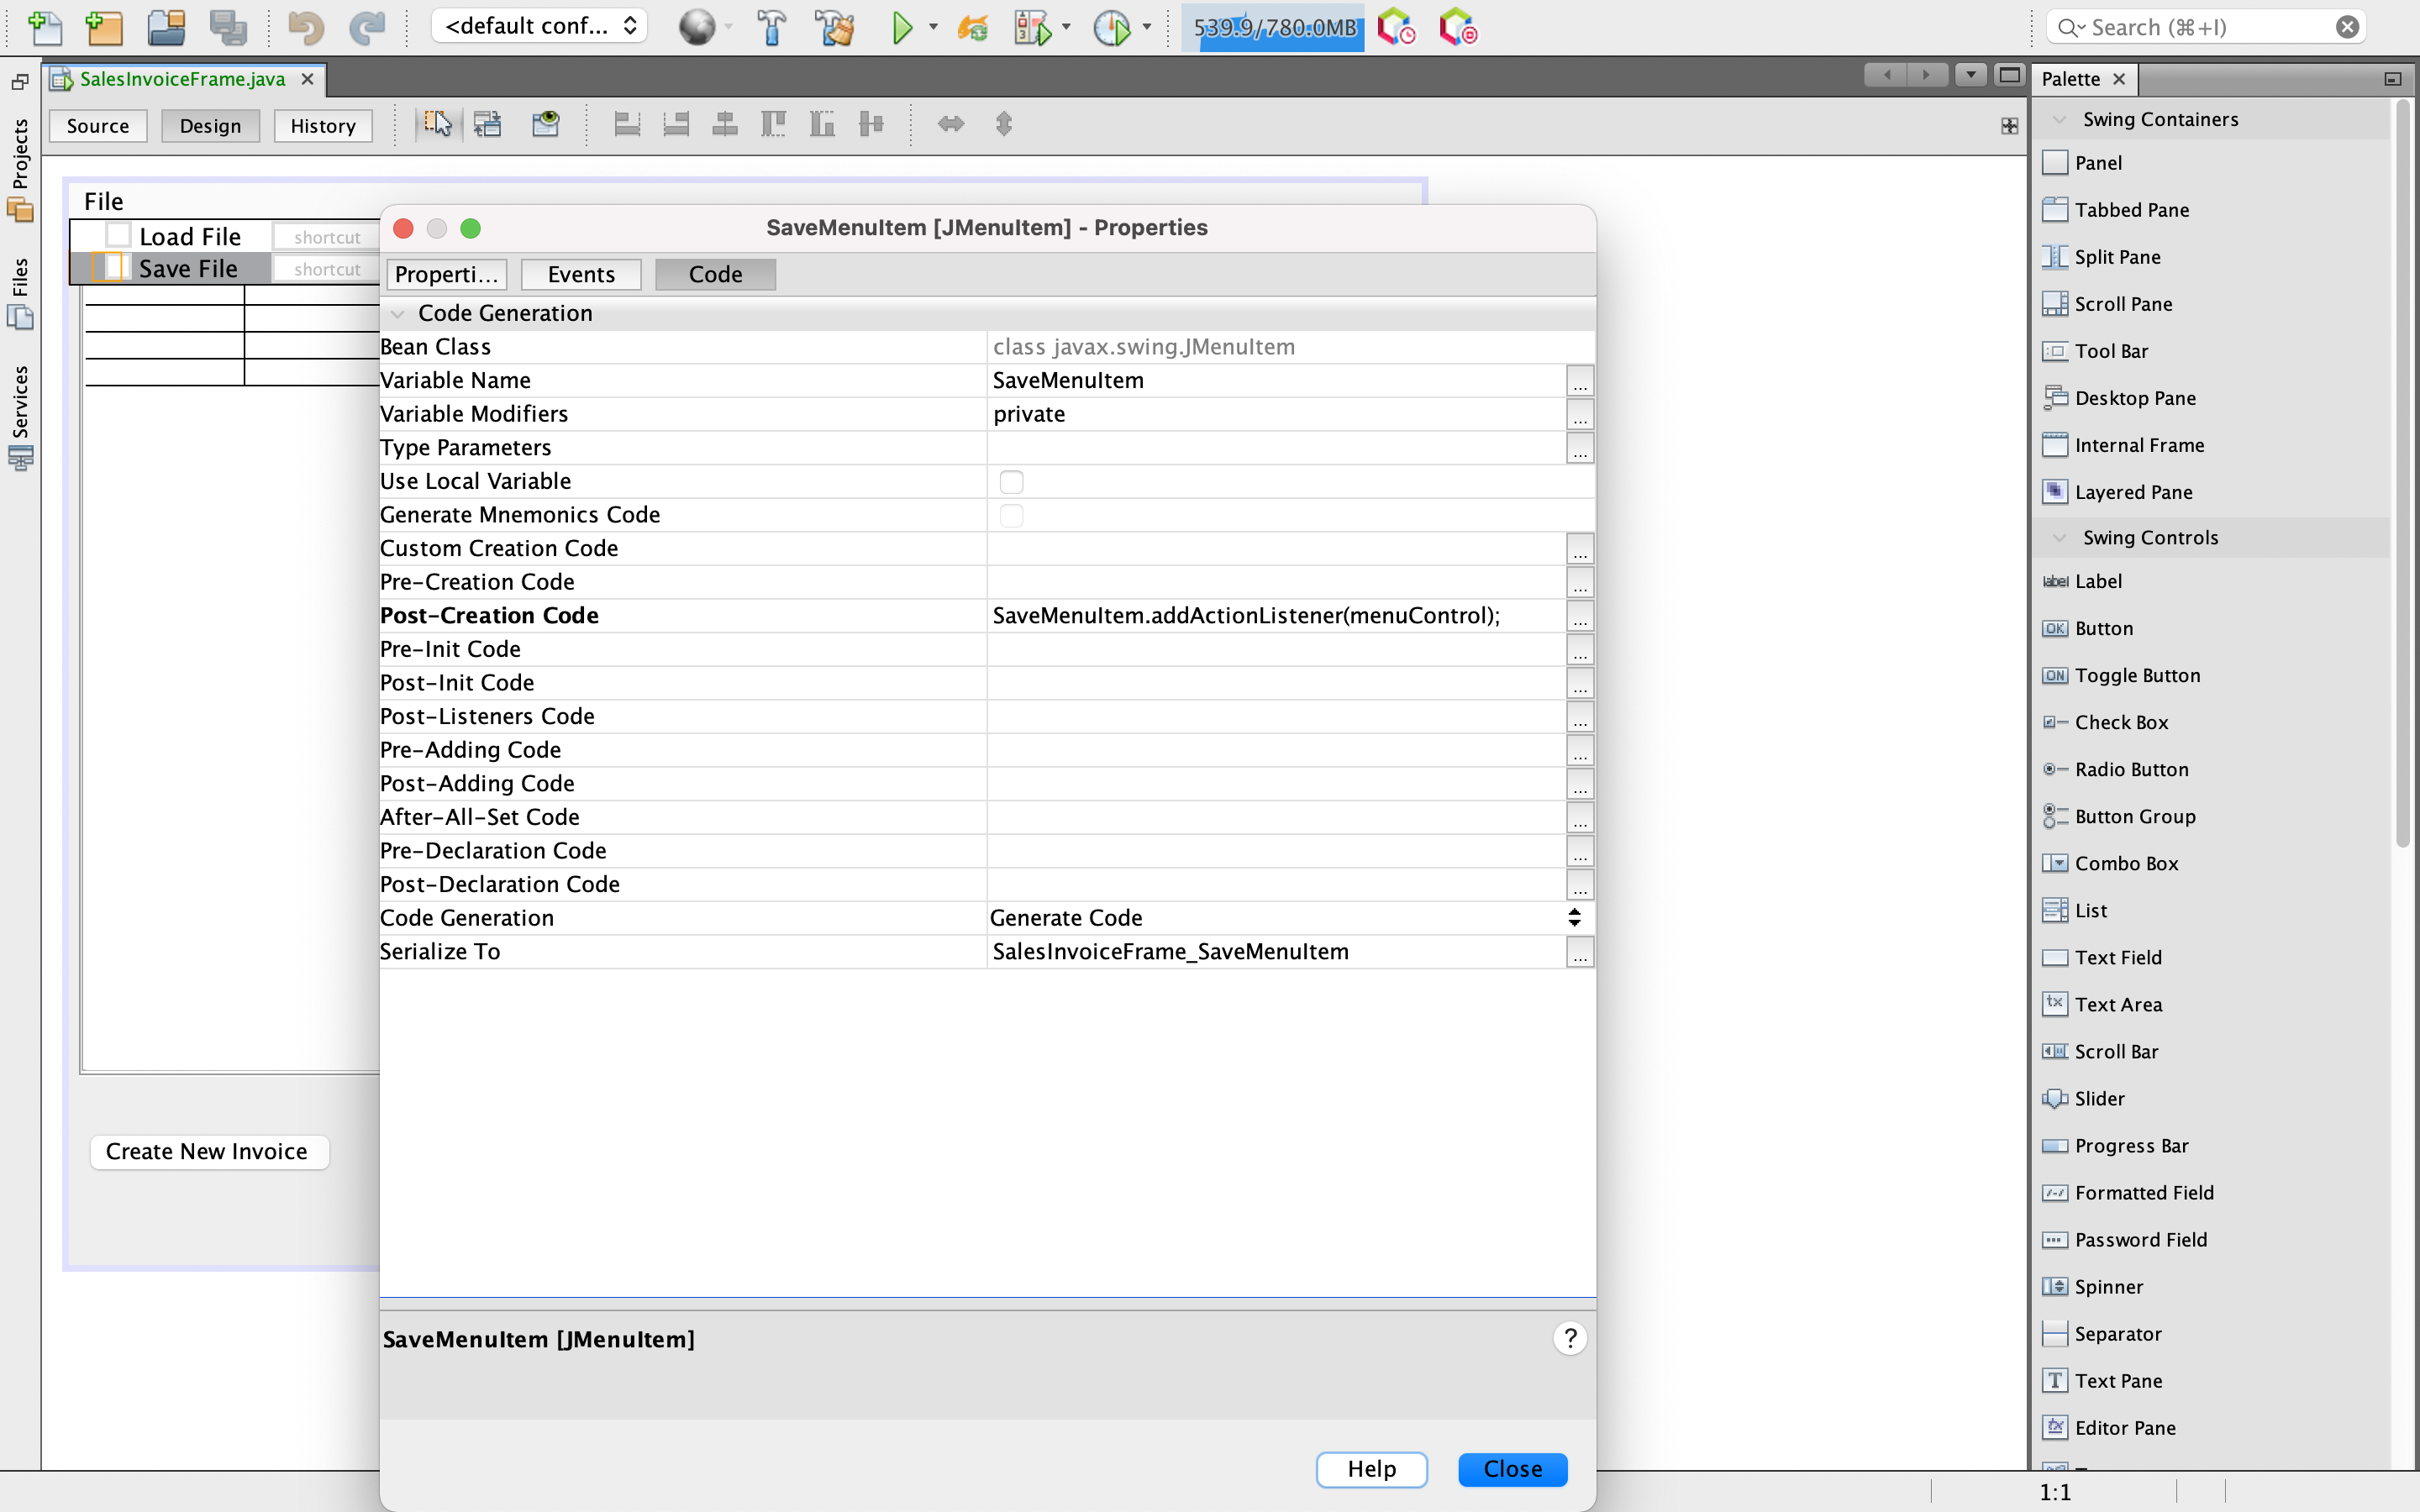 <default conf...
539.9/780.0MB
Search (⌘+I)
SalesInvoiceFrame.java
Palette
Source
Design
History
Projects
Files
Services
File
Load File
shortcut
Save File
shortcut
Create New Invoice
SaveMenuItem [JMenuItem] - Properties
Properti...
Events
Code
Code Generation
Bean Class
class javax.swing.JMenuItem
Variable Name
SaveMenuItem
...
Variable Modifiers
private
...
Type Parameters
...
Use Local Variable
Generate Mnemonics Code
Custom Creation Code
...
Pre-Creation Code
...
Post-Creation Code
SaveMenuItem.addActionListener(menuControl);
...
Pre-Init Code
...
Post-Init Code
...
Post-Listeners Code
...
Pre-Adding Code
...
Post-Adding Code
...
After-All-Set Code
...
Pre-Declaration Code
...
Post-Declaration Code
...
Code Generation
Generate Code
Serialize To
SalesInvoiceFrame_SaveMenuItem
...
SaveMenuItem [JMenuItem]
?
Help
Close
Swing Containers
Panel
Tabbed Pane
Split Pane
Scroll Pane
Tool Bar
Desktop Pane
Internal Frame
Layered Pane
Swing Controls
label Label
OK Button
ON Toggle Button
Check Box
Radio Button
Button Group
Combo Box
List
Text Field
tx Text Area
Scroll Bar
Slider
Progress Bar
Formatted Field
Password Field
Spinner
Separator
T Text Pane
Editor Pane
1:1